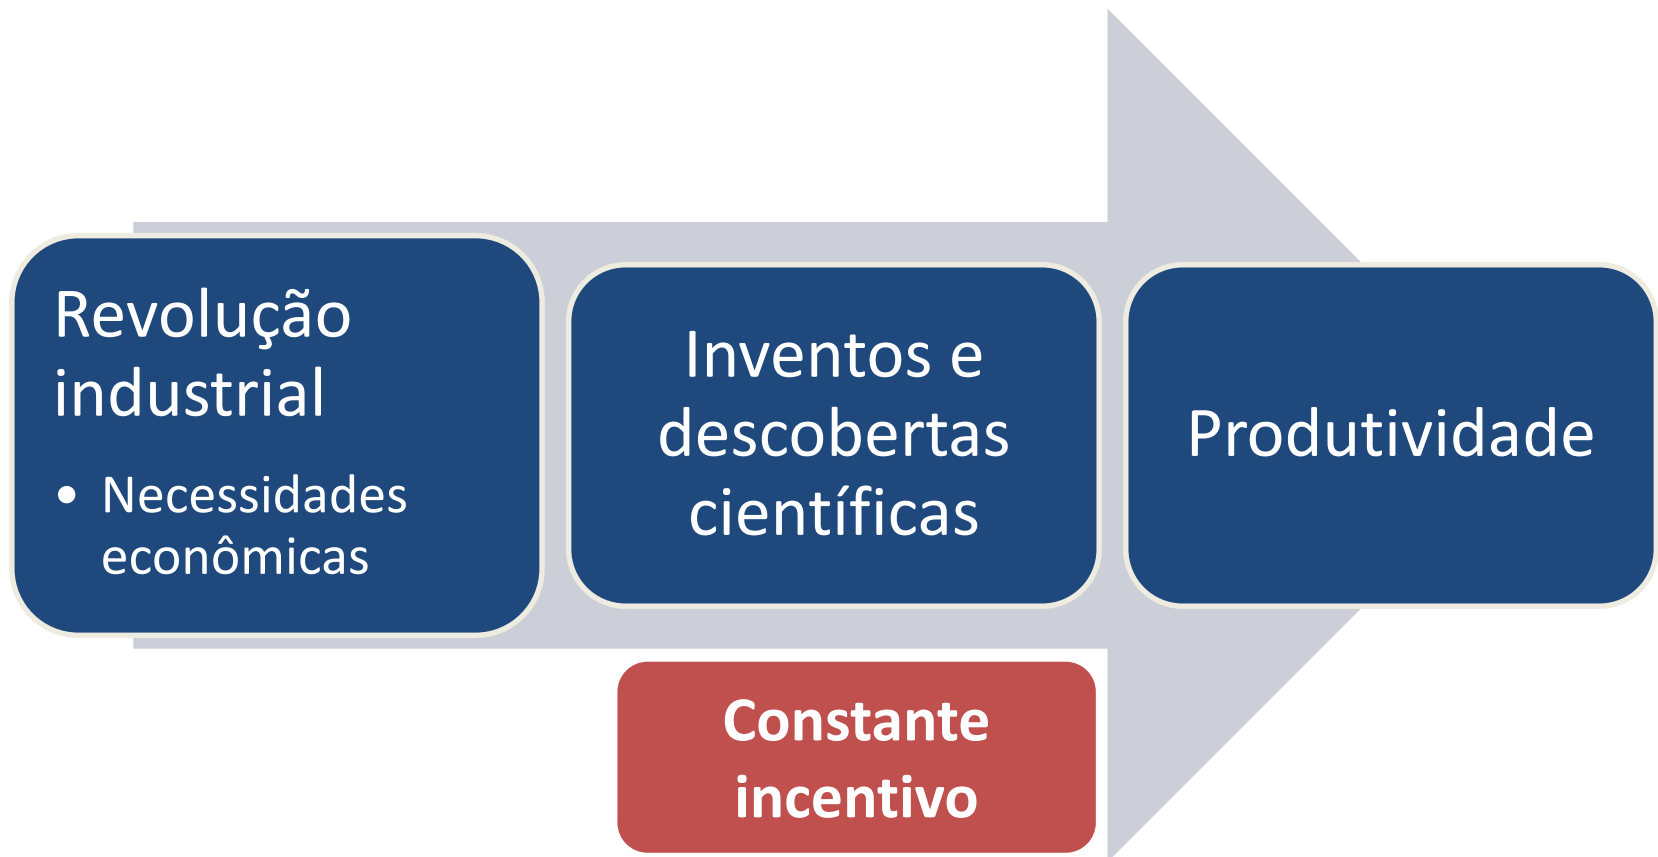 Revolução
industrial
• Necessidades
econômicas
Inventos e
descobertas
científicas
Produtividade
Constante
incentivo